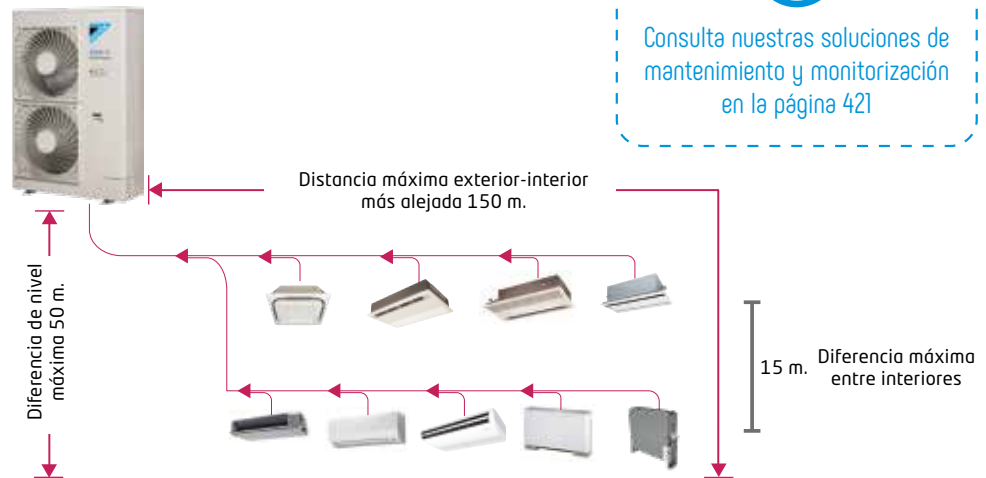 Consulta nuestras soluciones de
mantenimiento y monitorización
en la página 421
Distancia máxima exterior-interior
más alejada 150 m.
Diferencia de nivel
máxima 50 m.
15 m.
Diferencia máxima
entre interiores